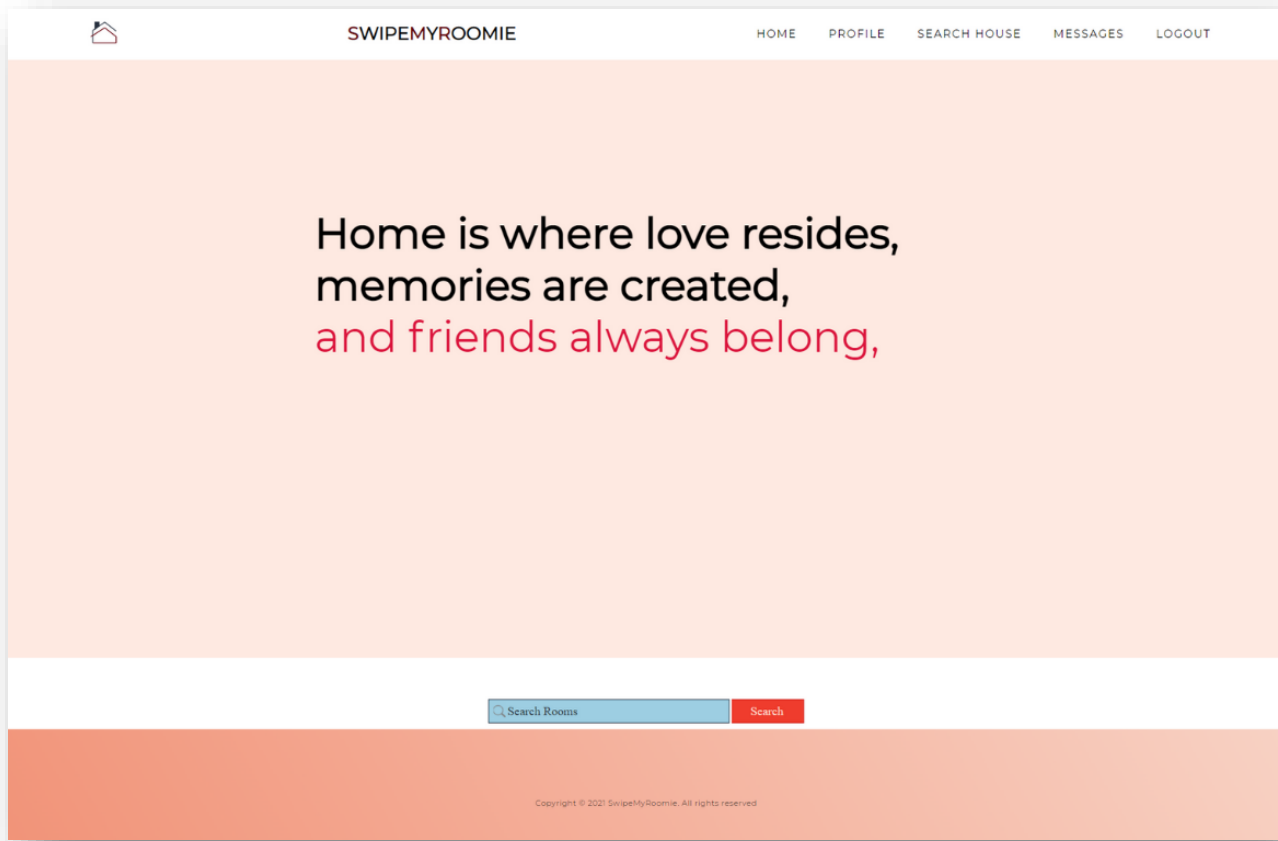 SWIPEMYROOMIE
HOME PROFILE SEARCH HOUSE MESSAGES LOGOUT
Home is where love resides,
memories are created,
and friends always belong,
Search Rooms Search
Copyright © 2021 SwipeMyRoomie. All rights reserved